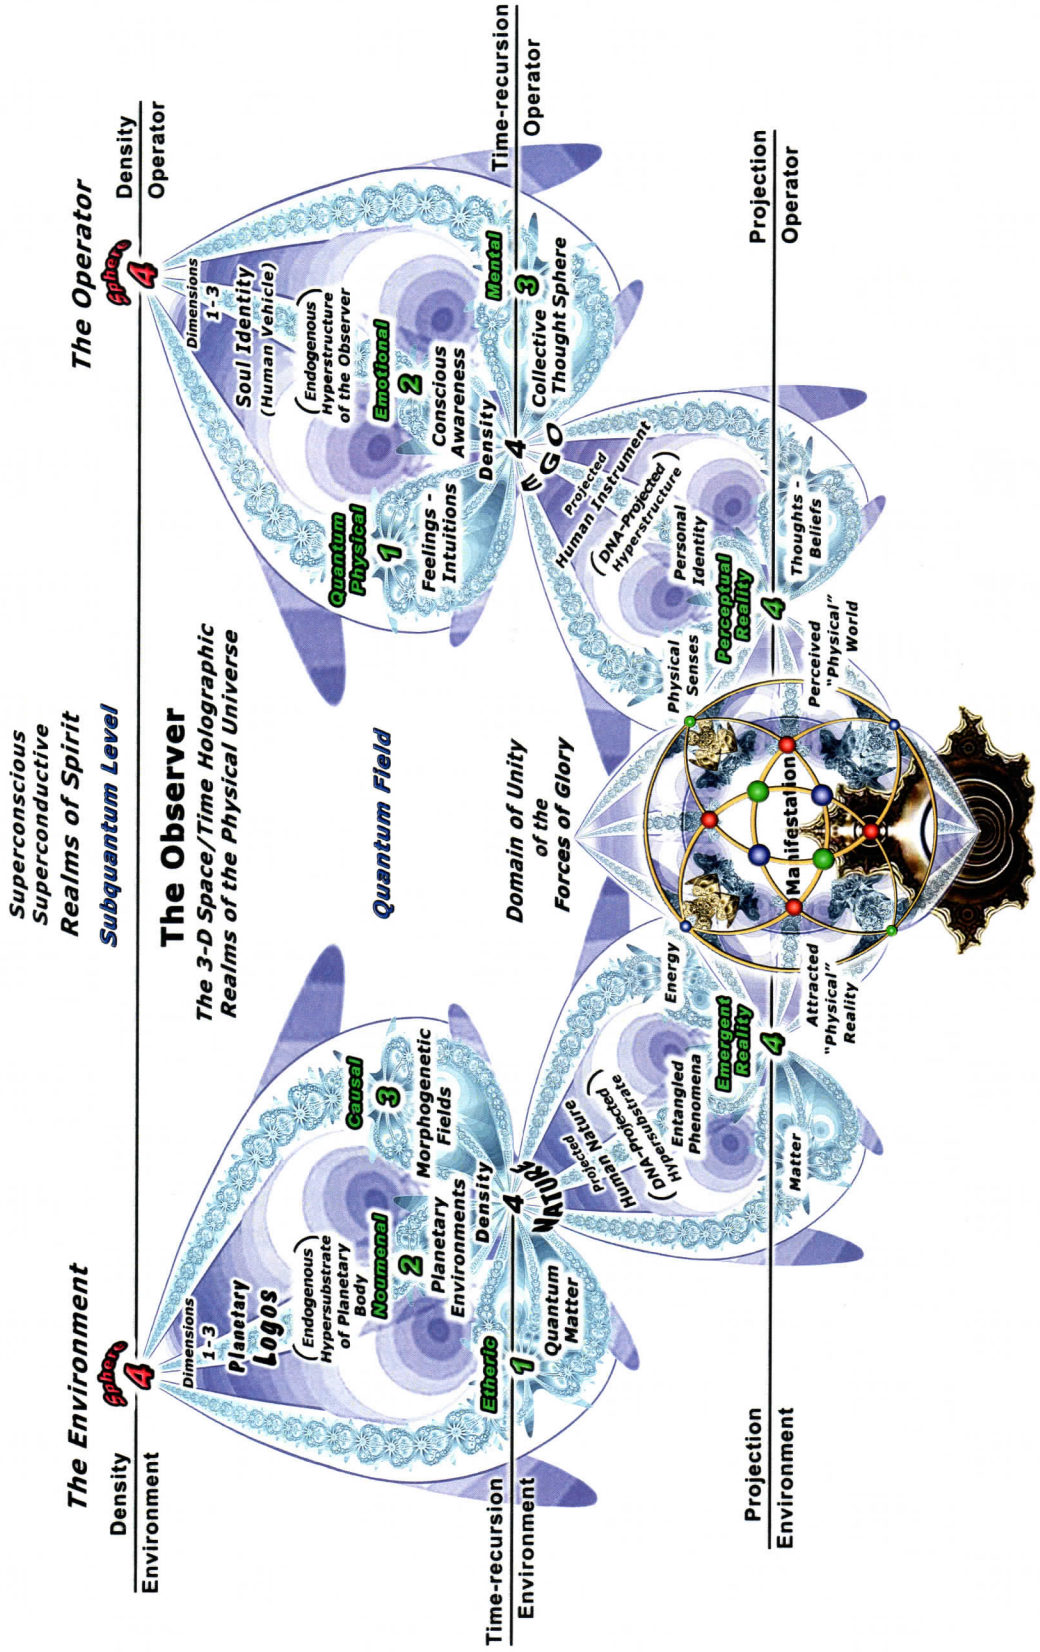 Superconscious
Superconductive
Realms of Spirit
Subquantum Level
The Environment
The Operator
Sphere
4
Sphere
4
Density
Environment
Density
Operator
The Observer
The 3-D Space/Time Holographic
Realms of the Physical Universe
Dimensions
1-3
Planetary
Logos
(Endogenous)
Hypersubstrate
of Planetary
Body
Etheric
1
Quantum
Matter
Noumenal
2
Planetary
Environments
Causal
3
Morphogenetic
Fields
Density
4
NATURE
Quantum Field
Dimensions
1-3
Soul Identity
(Human Vehicle)
(Endogenous)
Hyperstructure
of the Observer
Quantum
Physical
1
Feelings -
Intuitions
Emotional
2
Conscious
Awareness
Mental
3
Collective
Thought Sphere
Density
4
EGO
Time-recursion
Environment
Time-recursion
Operator
Domain of Unity
of the
Forces of Glory
Projected
Human Nature
(DNA-Projected)
Hypersubstrate
Entangled
Phenomena
Energy
Emergent
Reality
4
Matter
Attracted
"Physical"
Reality
Manifestation
Projected
Human Instrument
(DNA-Projected)
Hyperstructure
Physical
Senses
Personal
Identity
Perceptual
Reality
4
Perceived
"Physical"
World
Thoughts -
Beliefs
Projection
Environment
Projection
Operator